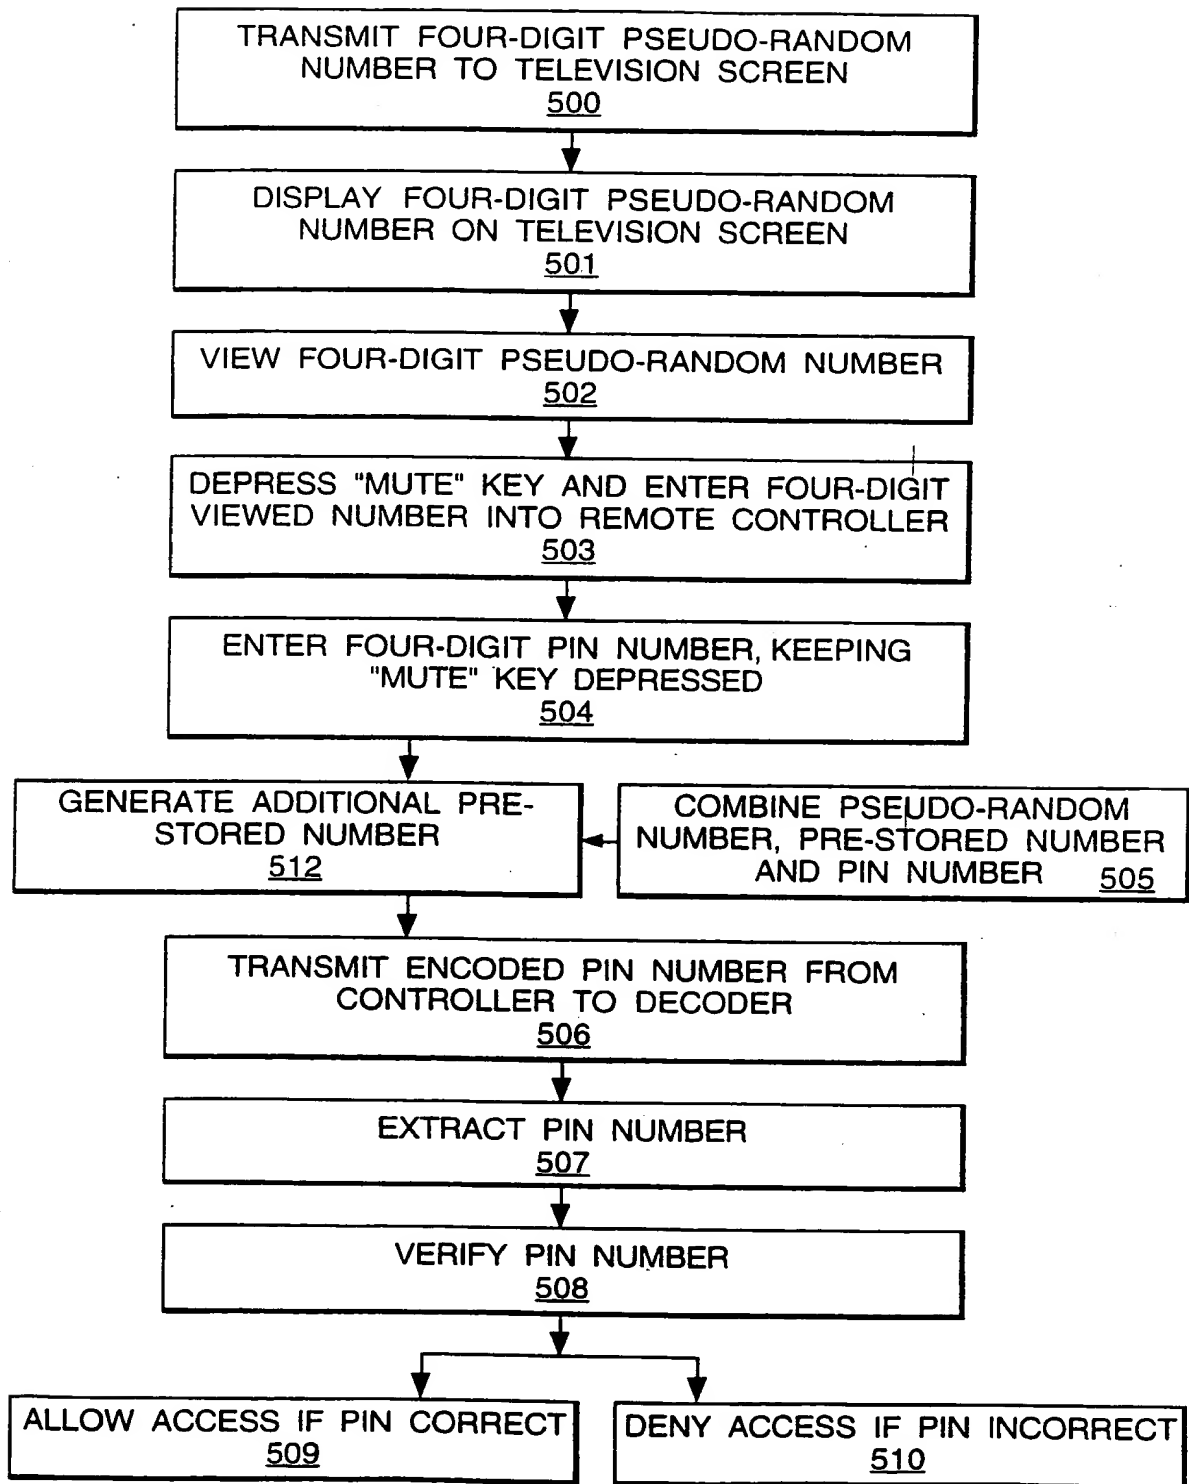 TRANSMIT FOUR-DIGIT PSEUDO-RANDOM
NUMBER TO TELEVISION SCREEN
500
DISPLAY FOUR-DIGIT PSEUDO-RANDOM
NUMBER ON TELEVISION SCREEN
501
VIEW FOUR-DIGIT PSEUDO-RANDOM NUMBER
502
DEPRESS "MUTE" KEY AND ENTER FOUR-DIGIT
VIEWED NUMBER INTO REMOTE CONTROLLER
503
ENTER FOUR-DIGIT PIN NUMBER, KEEPING
"MUTE" KEY DEPRESSED
504
GENERATE ADDITIONAL PRE-
STORED NUMBER
512
COMBINE PSEUDO-RANDOM
NUMBER, PRE-STORED NUMBER
AND PIN NUMBER 505
TRANSMIT ENCODED PIN NUMBER FROM
CONTROLLER TO DECODER
506
EXTRACT PIN NUMBER
507
VERIFY PIN NUMBER
508
ALLOW ACCESS IF PIN CORRECT
509
DENY ACCESS IF PIN INCORRECT
510